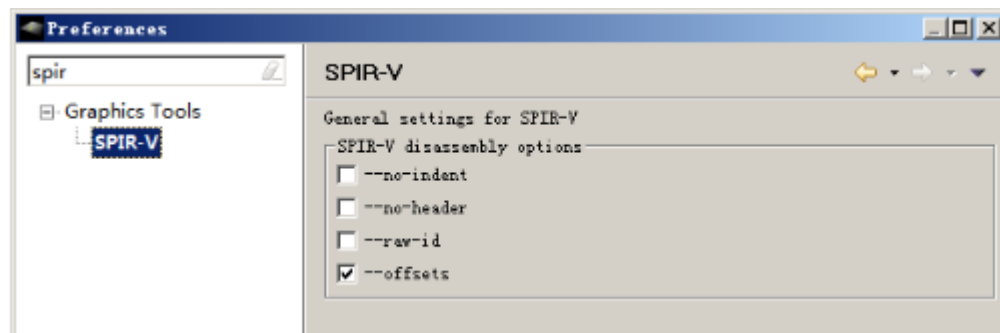 Preferences
spir
Graphics Tools
SPIR-V
SPIR-V
General settings for SPIR-V
SPIR-V disassembly options
--no-indent
--no-header
--raw-id
--offsets